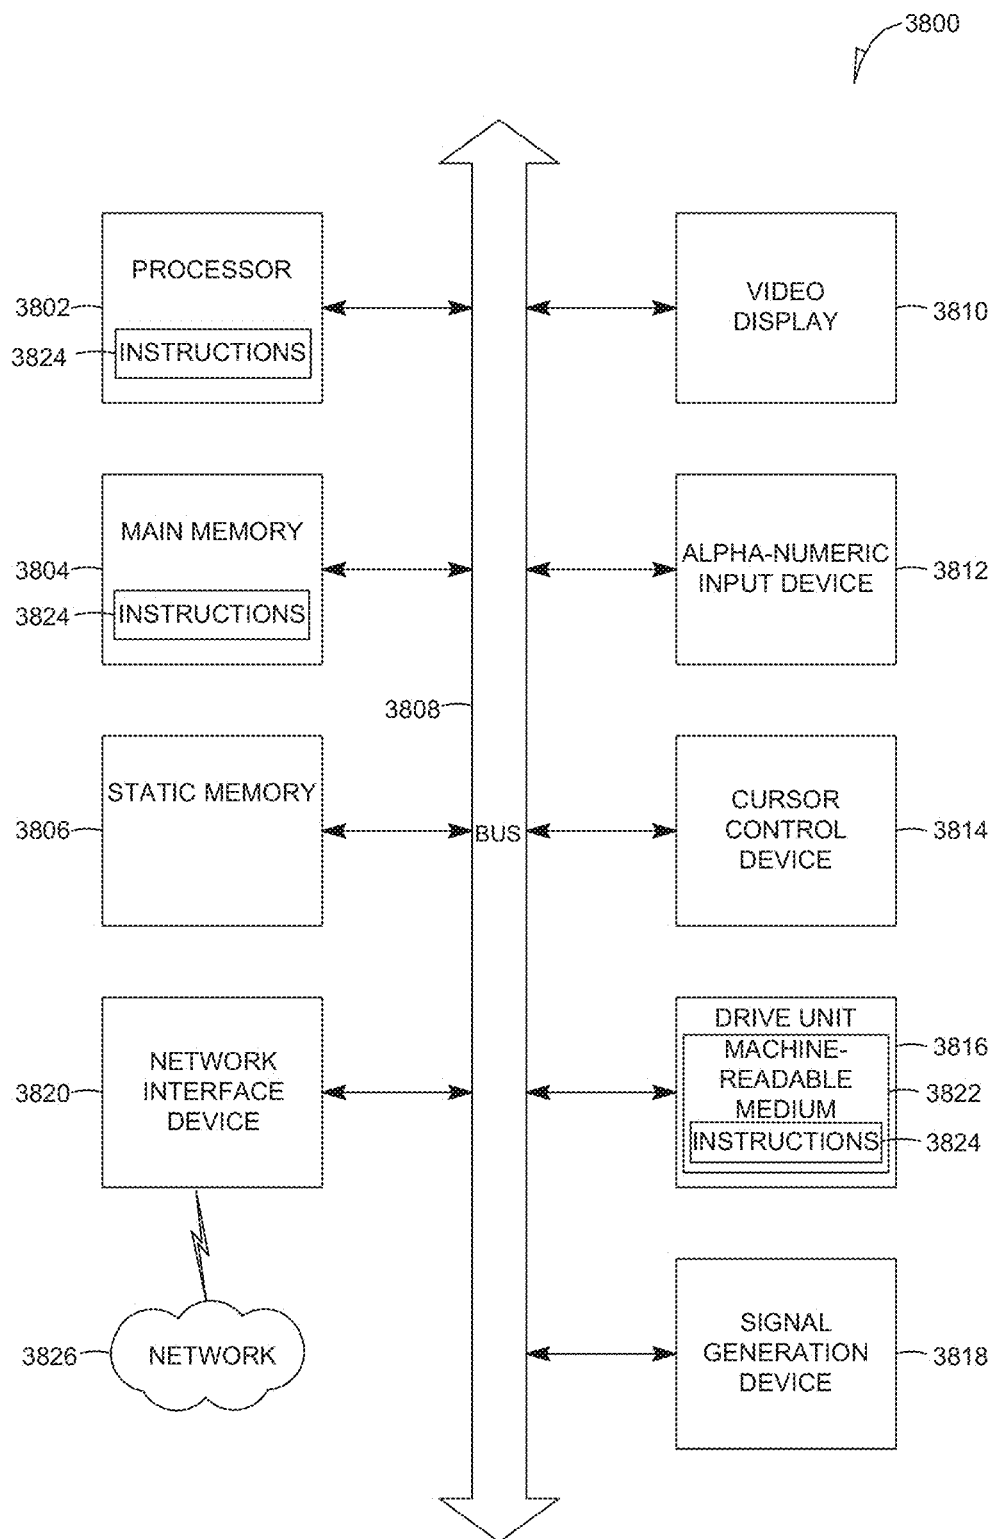 3800
PROCESSOR
3802
3824
INSTRUCTIONS
VIDEO
DISPLAY
3810
MAIN MEMORY
3804
3824
INSTRUCTIONS
ALPHA-NUMERIC
INPUT DEVICE
3812
3808
BUS
STATIC MEMORY
3806
CURSOR
CONTROL
DEVICE
3814
NETWORK
INTERFACE
DEVICE
3820
DRIVE UNIT
3816
MACHINE-
READABLE
MEDIUM
3822
INSTRUCTIONS
3824
3826
NETWORK
SIGNAL
GENERATION
DEVICE
3818